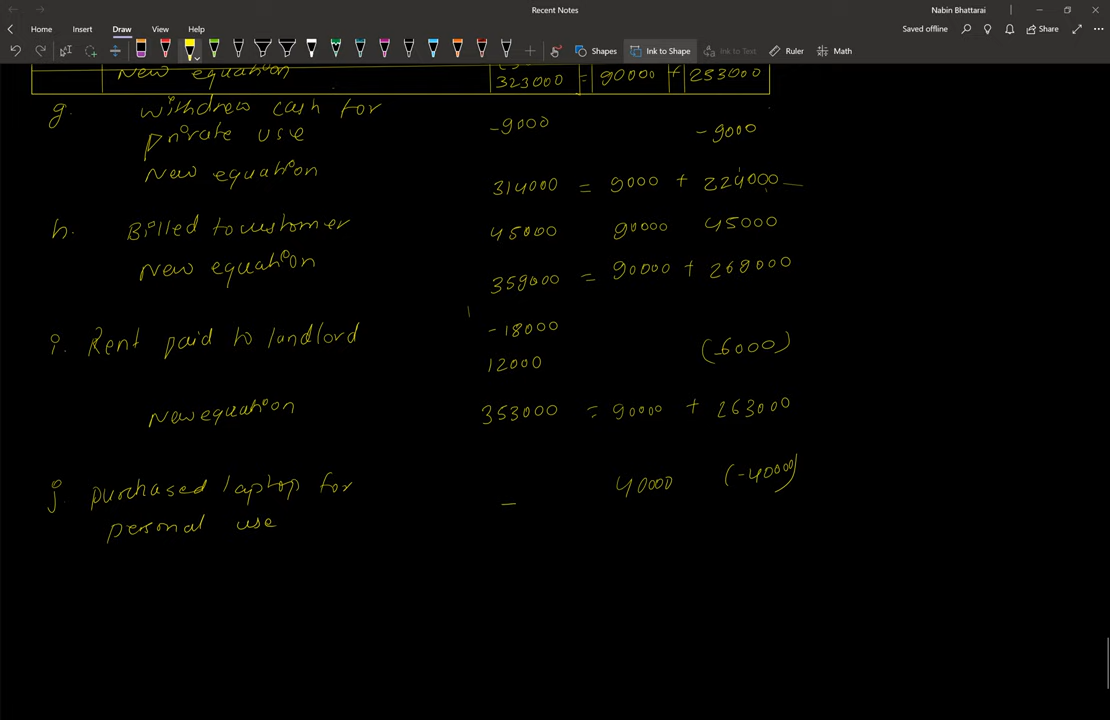 Recent Notes
Nabin Bhattarai
Home Insert Draw View Help
Saved offline
Share
Shapes Ink to Shape Ink to Text Ruler Math
New equation 323000 = 90000 + 233000
g. withdrew cash for
private use -9000 -9000
New equation 314000 = 9000 + 224000
h. Billed to customer 45000 90000 45000
New equation 359000 = 90000 + 269000
-18000
i. Rent paid to landlord (-6000)
12000
New equation 353000 = 90000 + 263000
j. purchased laptop for 40000 (-40000)
personal use –